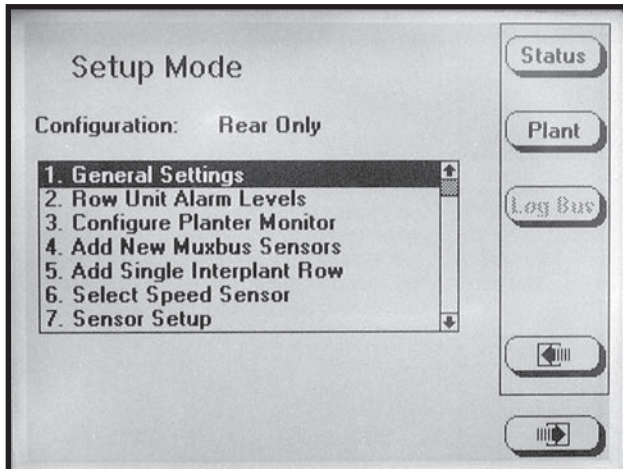 Setup Mode
Configuration: Rear Only
1. General Settings
2. Row Unit Alarm Levels
3. Configure Planter Monitor
4. Add New Muxbus Sensors
5. Add Single Interplant Row
6. Select Speed Sensor
7. Sensor Setup
Status
Plant
Log Bus